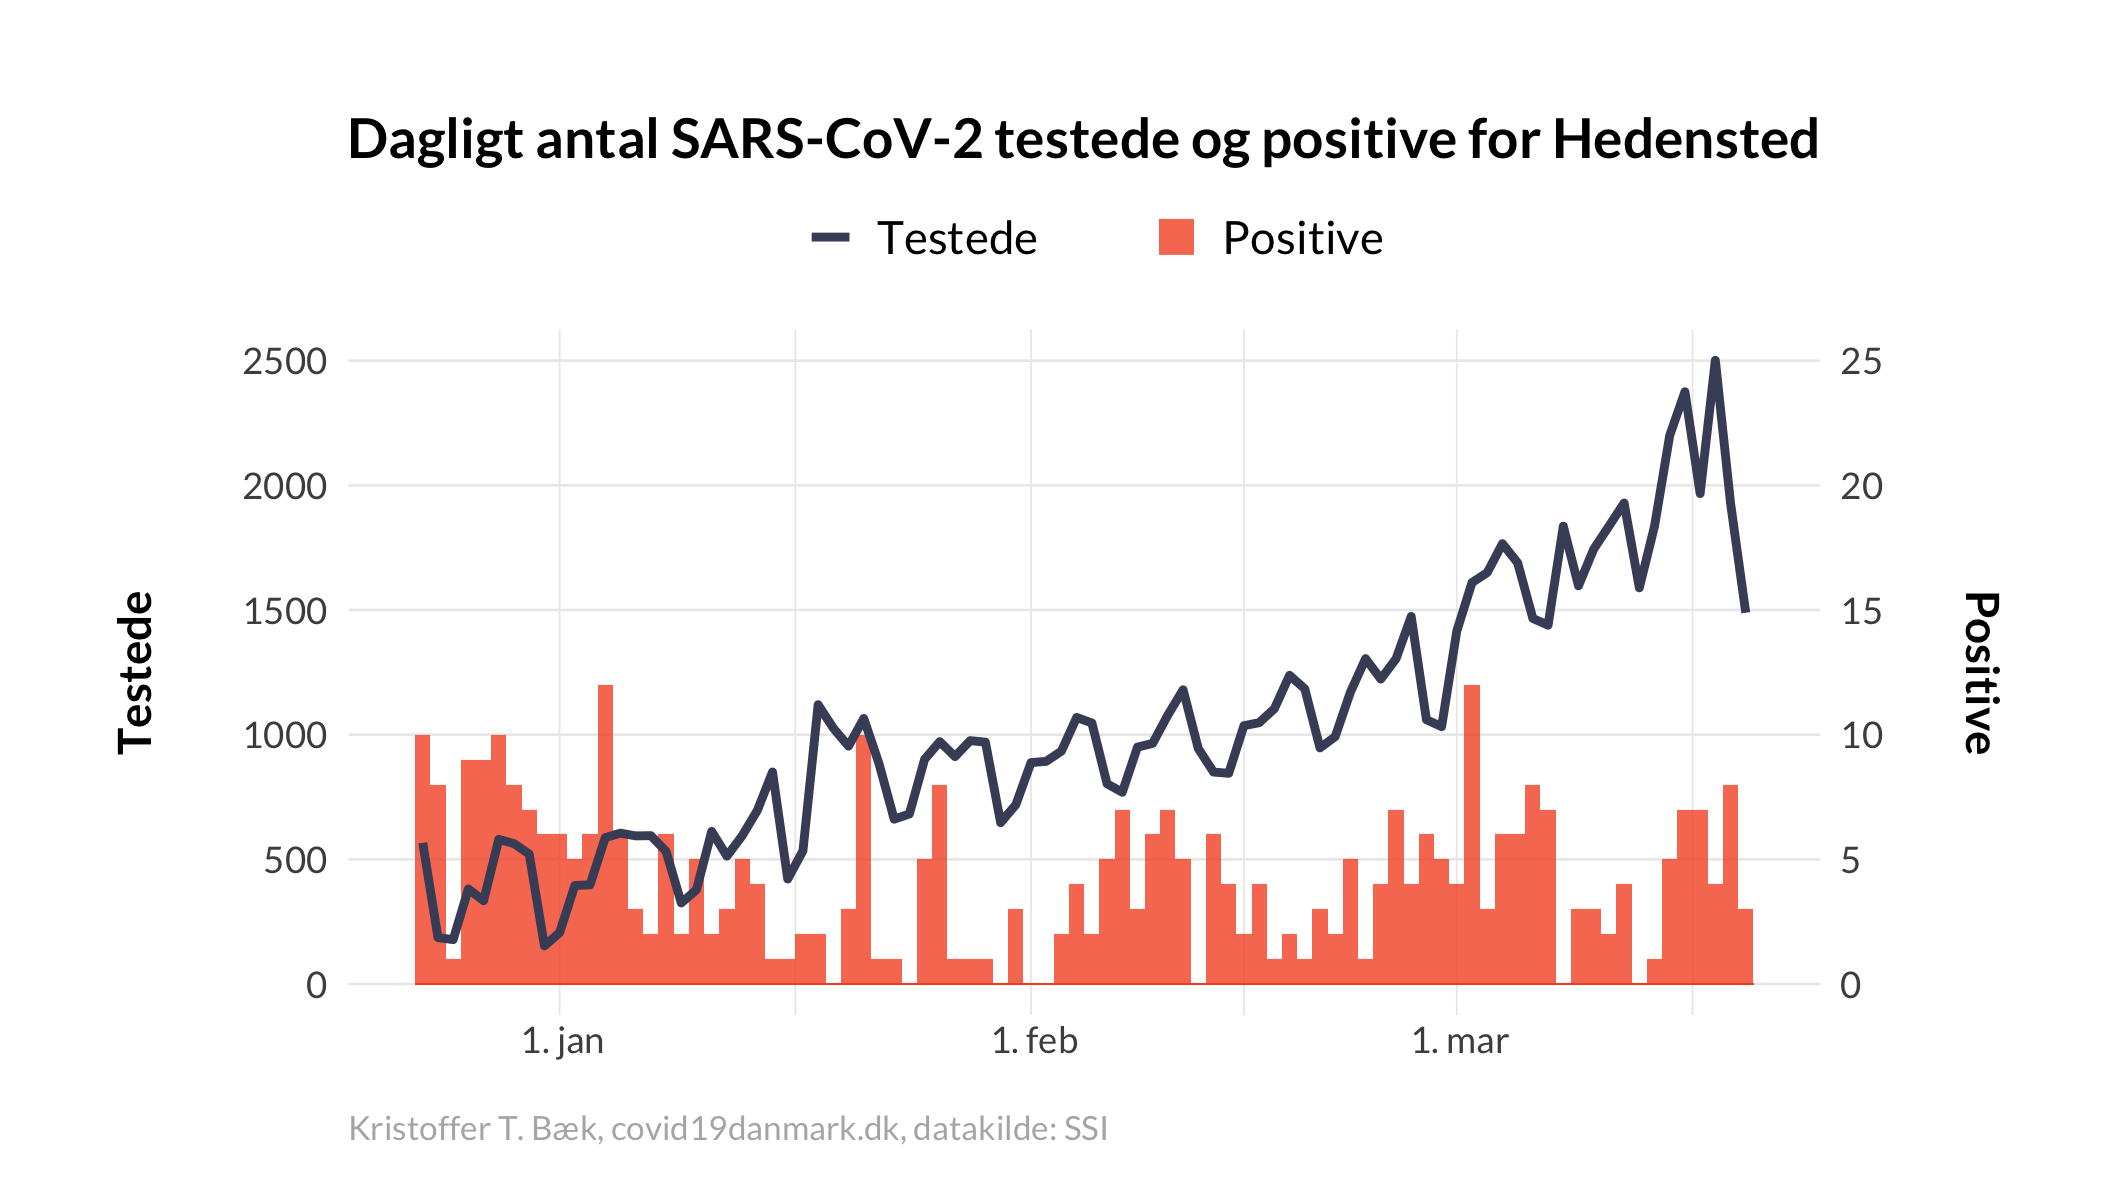 Dagligt antal SARS-CoV-2 testede og positive for Hedensted
Testede Positive
2500 25
2000 20
1500 15
1000 10
500 5
0 0
Testede
Positive
1. jan 1. feb 1. mar
Kristoffer T. Bæk, covid19danmark.dk, datakilde: SSI